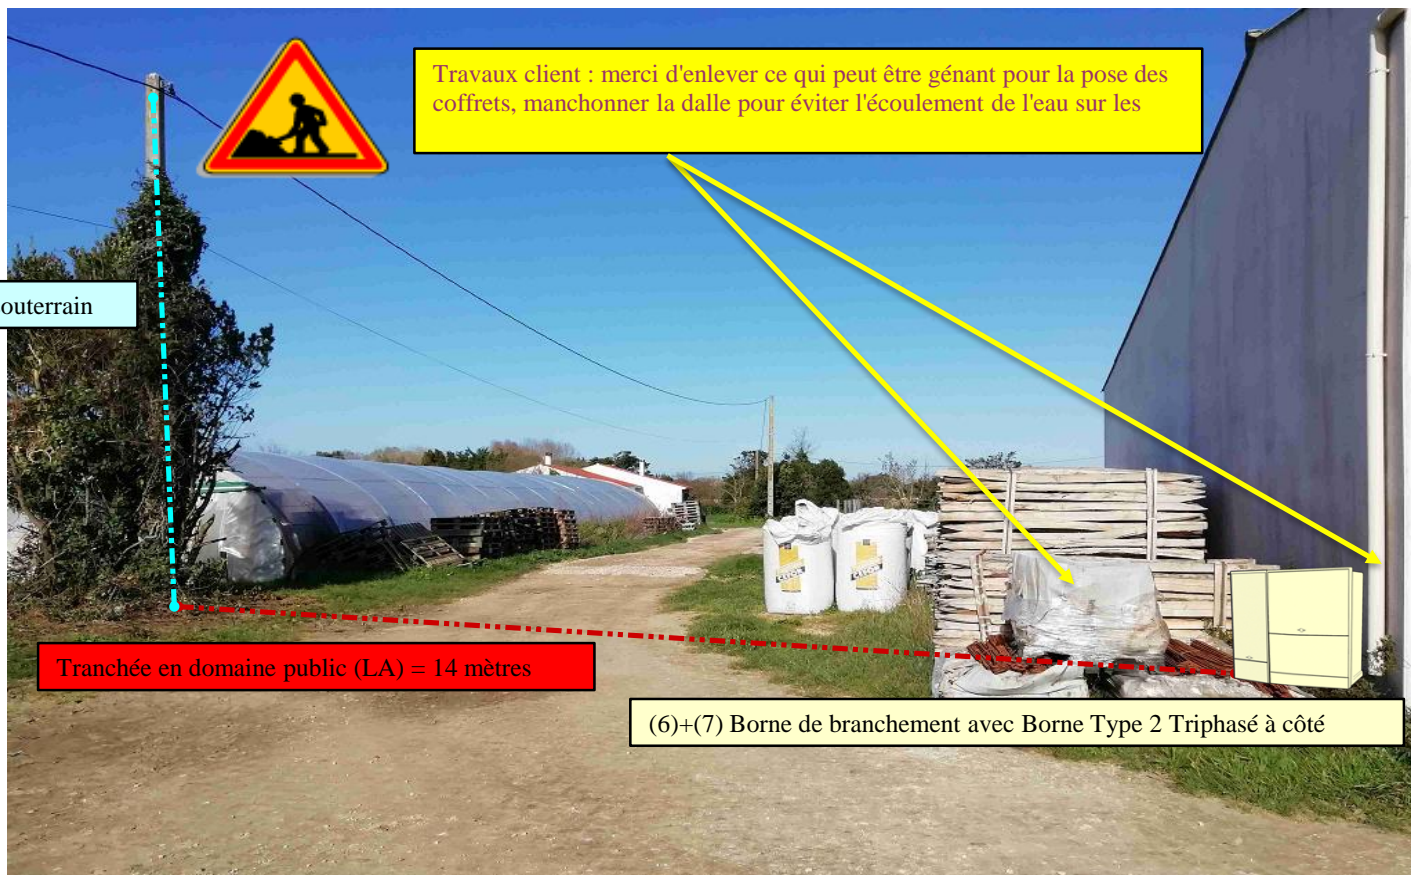 Travaux client : merci d'enlever ce qui peut être génant pour la pose des
coffrets, manchonner la dalle pour éviter l'écoulement de l'eau sur les
outerrain
Tranchée en domaine public (LA) = 14 mètres
(6)+(7) Borne de branchement avec Borne Type 2 Triphasé à côté